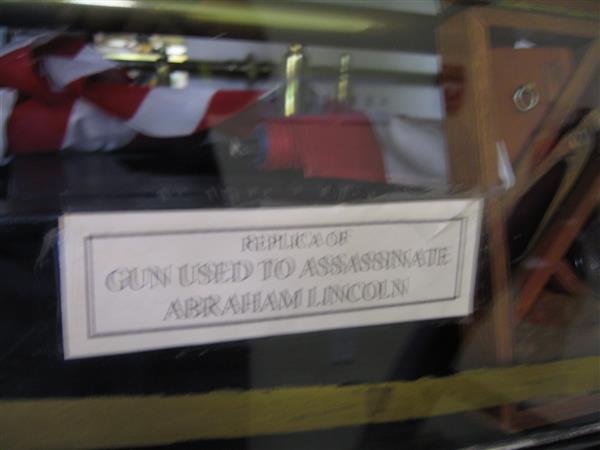 REPLICA OF
GUN USED TO ASSASSINATE
ABRAHAM LINCOLN